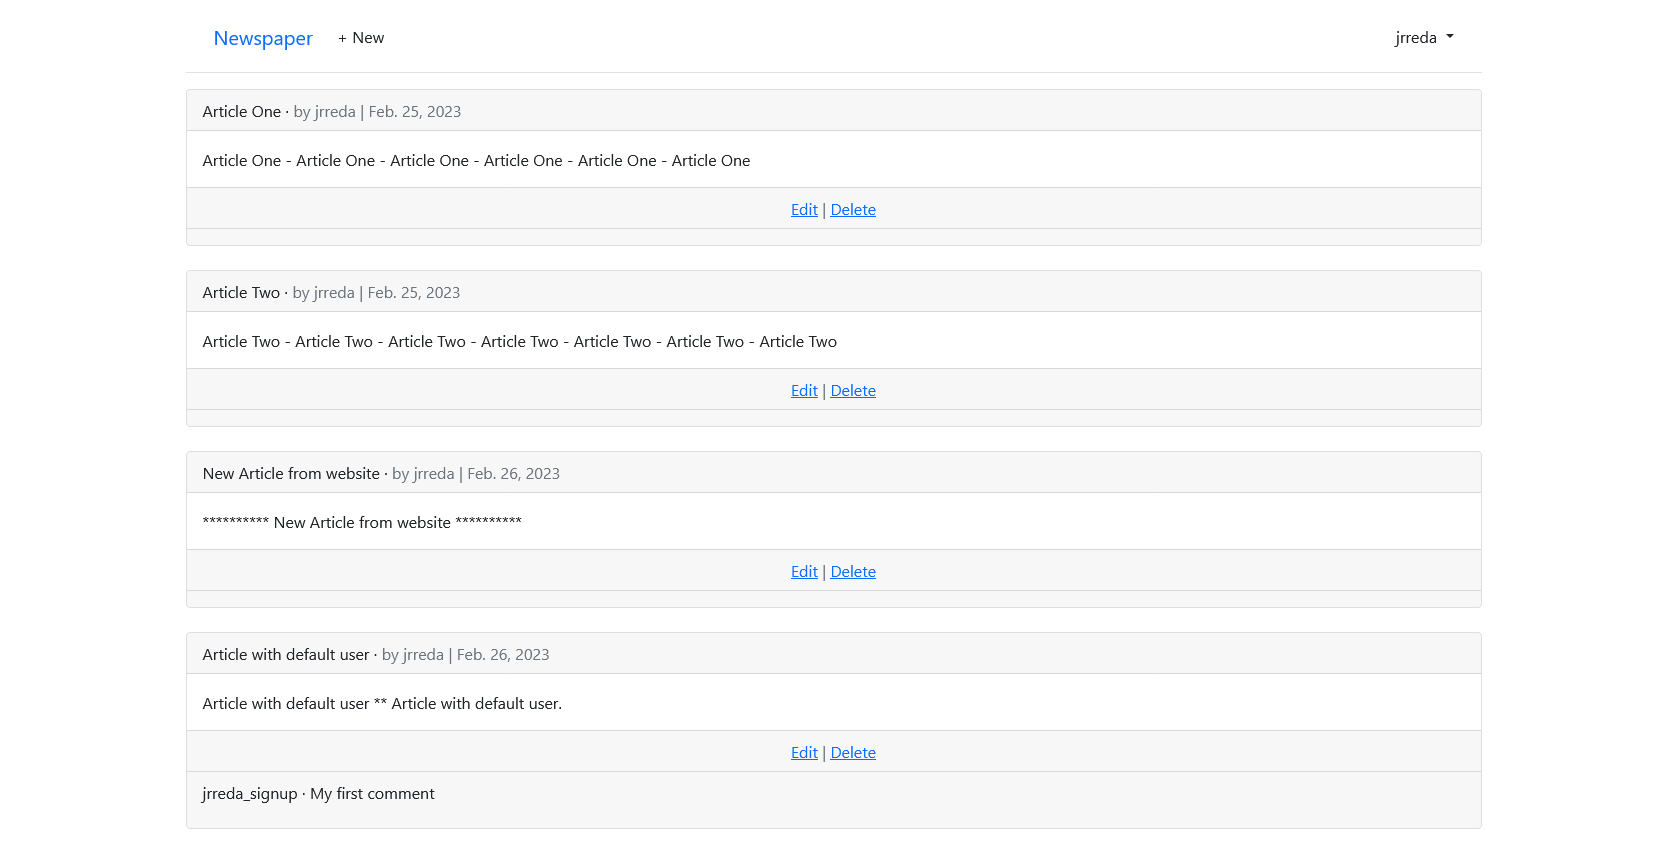 Newspaper + New jrreda
Article One · by jrreda | Feb. 25, 2023
Article One - Article One - Article One - Article One - Article One - Article One
Edit | Delete
Article Two · by jrreda | Feb. 25, 2023
Article Two - Article Two - Article Two - Article Two - Article Two - Article Two - Article Two
Edit | Delete
New Article from website · by jrreda | Feb. 26, 2023
********** New Article from website **********
Edit | Delete
Article with default user · by jrreda | Feb. 26, 2023
Article with default user ** Article with default user.
Edit | Delete
jrreda_signup · My first comment